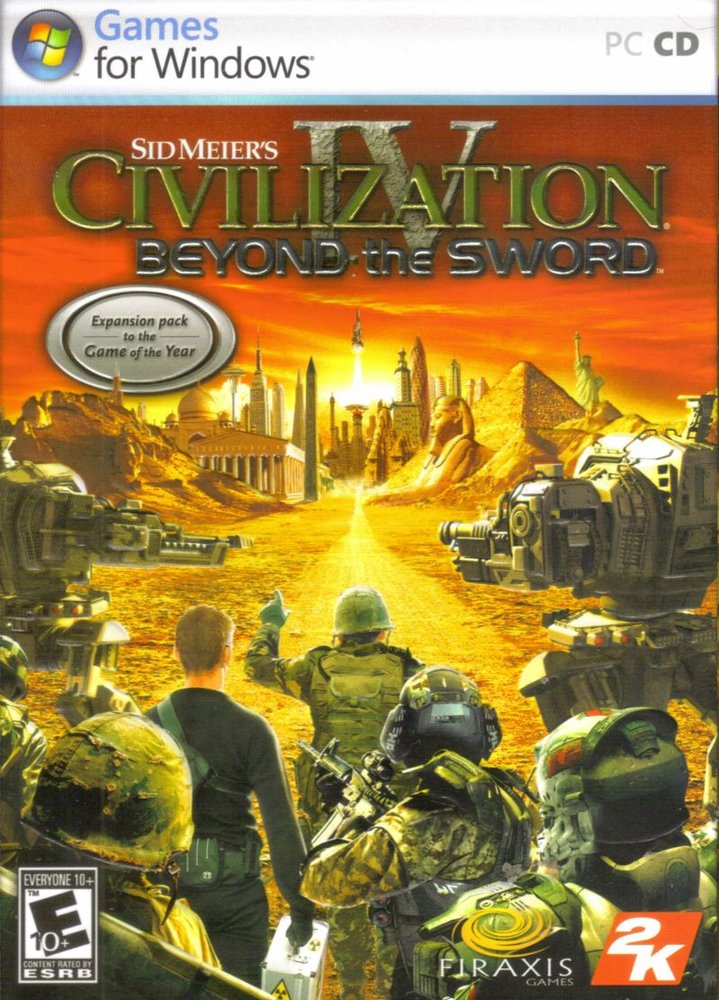 Games
for Windows
PC CD
SID MEIER'S
CIVILIZATION IV
BEYOND the SWORD
Expansion pack
to the
Game of the Year
EVERYONE 10+
E
10+
CONTENT RATED BY
ESRB
FIRAXIS
GAMES
2K